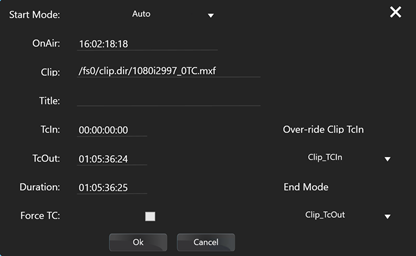 Start Mode: Auto
OnAir: 16:02:18:18
Clip: /fs0/clip.dir/1080i2997_0TC.mxf
Title:
TcIn: 00:00:00:00 Over-ride Clip TcIn
TcOut: 01:05:36:24 Clip_TCIn
Duration: 01:05:36:25 End Mode
Force TC: Clip_TcOut
Ok Cancel